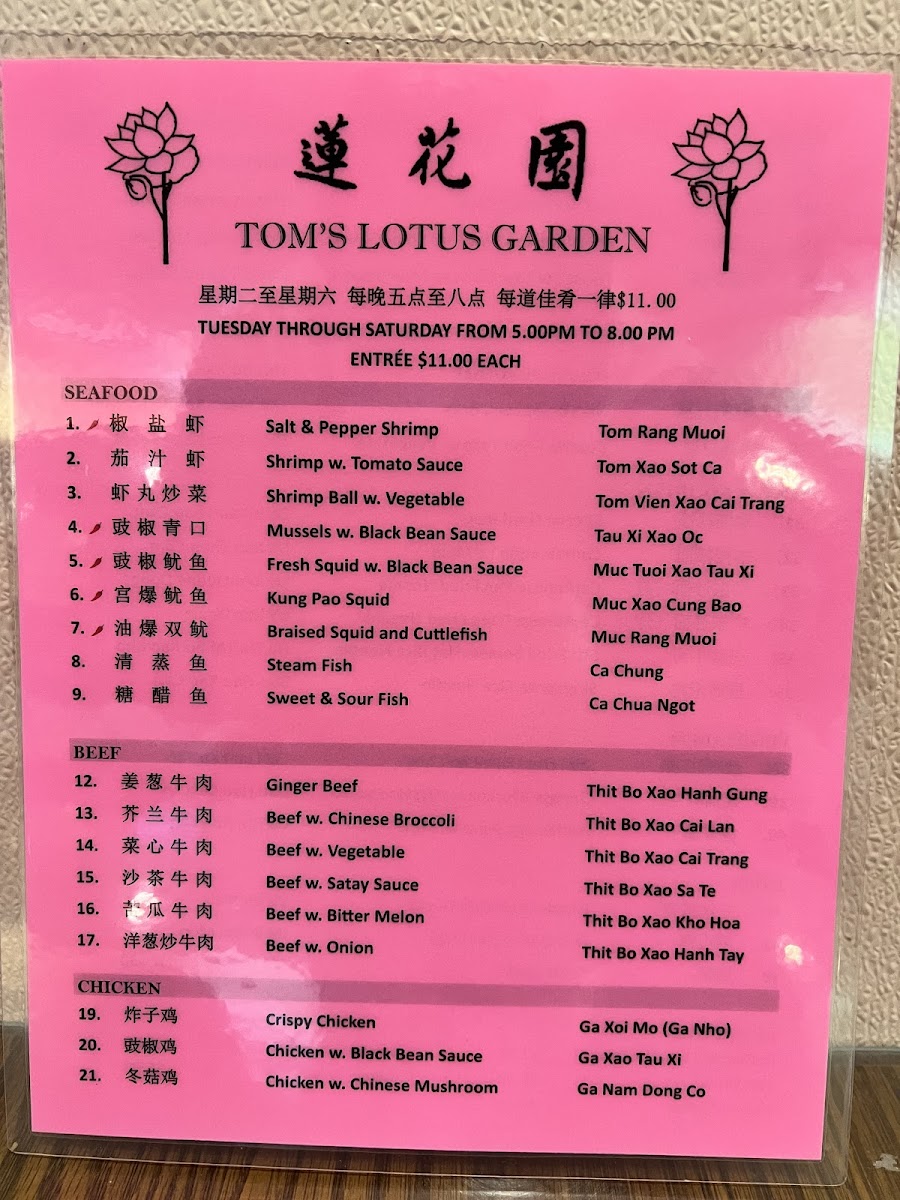 蓮花園
TOM'S LOTUS GARDEN
星期二至星期六 每晚五点至八点 每道佳肴一律$11.00
TUESDAY THROUGH SATURDAY FROM 5.00PM TO 8.00 PM
ENTRÉE $11.00 EACH
SEAFOOD
1. 椒盐虾 Salt & Pepper Shrimp Tom Rang Muoi
2. 茄汁虾 Shrimp w. Tomato Sauce Tom Xao Sot Ca
3. 虾丸炒菜 Shrimp Ball w. Vegetable Tom Vien Xao Cai Trang
4. 豉椒青口 Mussels w. Black Bean Sauce Tau Xi Xao Oc
5. 豉椒鱿鱼 Fresh Squid w. Black Bean Sauce Muc Tuoi Xao Tau Xi
6. 宫爆鱿鱼 Kung Pao Squid Muc Xao Cung Bao
7. 油爆双鱿 Braised Squid and Cuttlefish Muc Rang Muoi
8. 清蒸鱼 Steam Fish Ca Chung
9. 糖醋鱼 Sweet & Sour Fish Ca Chua Ngot
BEEF
12. 姜葱牛肉 Ginger Beef Thit Bo Xao Hanh Gung
13. 芥兰牛肉 Beef w. Chinese Broccoli Thit Bo Xao Cai Lan
14. 菜心牛肉 Beef w. Vegetable Thit Bo Xao Cai Trang
15. 沙茶牛肉 Beef w. Satay Sauce Thit Bo Xao Sa Te
16. 苦瓜牛肉 Beef w. Bitter Melon Thit Bo Xao Kho Hoa
17. 洋葱炒牛肉 Beef w. Onion Thit Bo Xao Hanh Tay
CHICKEN
19. 炸子鸡 Crispy Chicken Ga Xoi Mo (Ga Nho)
20. 豉椒鸡 Chicken w. Black Bean Sauce Ga Xao Tau Xi
21. 冬菇鸡 Chicken w. Chinese Mushroom Ga Nam Dong Co